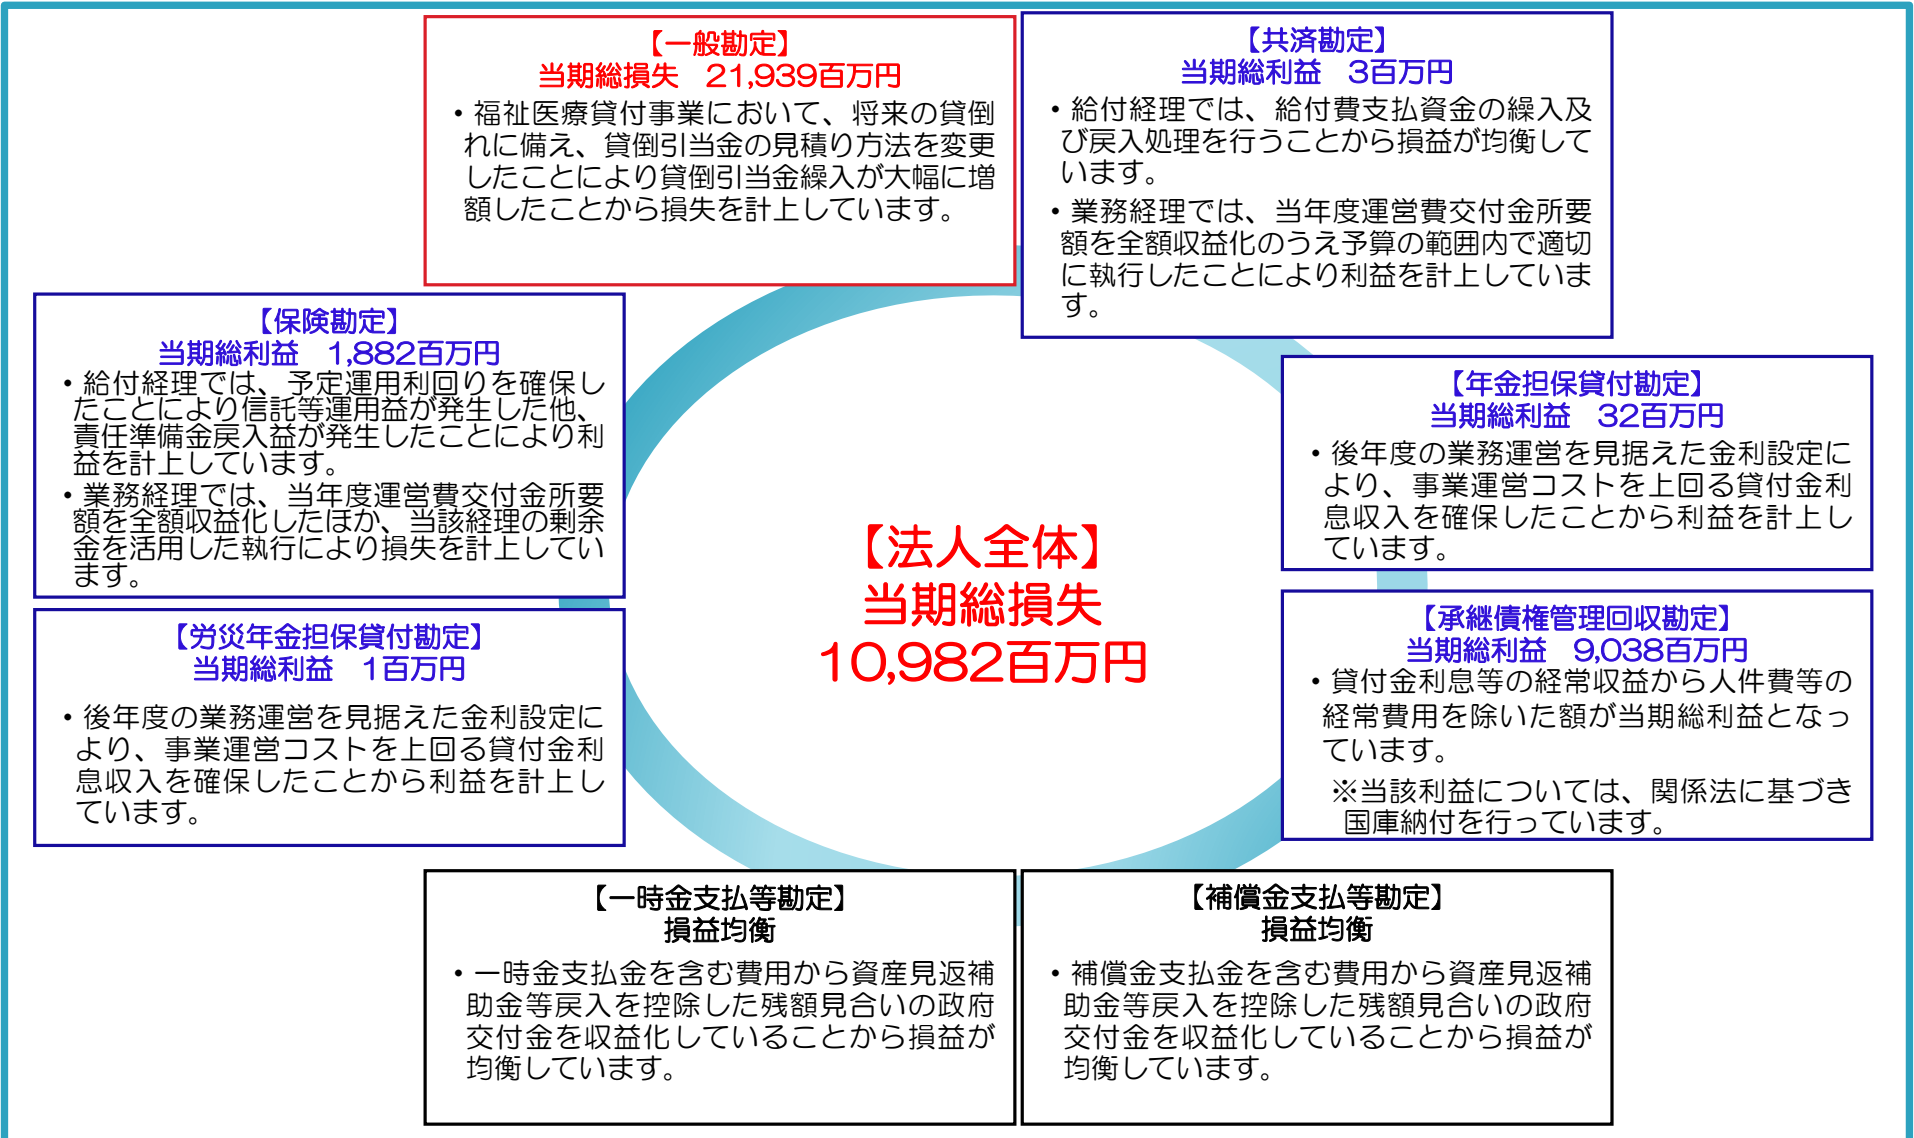 【一般勘定】
当期総損失　21,939百万円
・福祉医療貸付事業において、将来の貸倒
れに備え、貸倒引当金の見積り方法を変更
したことにより貸倒引当金繰入が大幅に増
額したことから損失を計上しています。
【共済勘定】
当期総利益　3百万円
・給付経理では、給付費支払資金の繰入及
び戻入処理を行うことから損益が均衡して
います。
・業務経理では、当年度運営費交付金所要
額を全額収益化のうえ予算の範囲内で適切
に執行したことにより利益を計上していま
す。
【保険勘定】
当期総利益　1,882百万円
・給付経理では、予定運用利回りを確保し
たことにより信託等運用益が発生した他、
責任準備金戻入益が発生したことにより利
益を計上しています。
・業務経理では、当年度運営費交付金所要
額を全額収益化したほか、当該経理の剰余
金を活用した執行により損失を計上してい
ます。
【年金担保貸付勘定】
当期総利益　32百万円
・後年度の業務運営を見据えた金利設定に
より、事業運営コストを上回る貸付金利
息収入を確保したことから利益を計上し
ています。
【法人全体】
当期総損失
10,982百万円
【労災年金担保貸付勘定】
当期総利益　1百万円
・後年度の業務運営を見据えた金利設定に
より、事業運営コストを上回る貸付金利
息収入を確保したことから利益を計上し
ています。
【承継債権管理回収勘定】
当期総利益　9,038百万円
・貸付金利息等の経常収益から人件費等の
経常費用を除いた額が当期総利益となっ
ています。
※当該利益については、関係法に基づき
国庫納付を行っています。
【一時金支払等勘定】
損益均衡
・一時金支払金を含む費用から資産見返補
助金等戻入を控除した残額見合いの政府
交付金を収益化していることから損益が
均衡しています。
【補償金支払等勘定】
損益均衡
・補償金支払金を含む費用から資産見返補
助金等戻入を控除した残額見合いの政府
交付金を収益化していることから損益が
均衡しています。